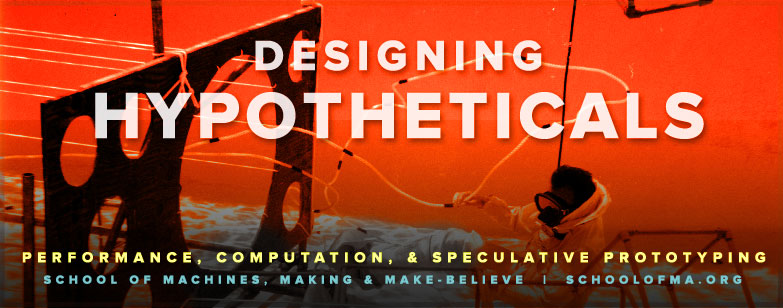 DESIGNING
HYPOTHETICALS
PERFORMANCE, COMPUTATION, & SPECULATIVE PROTOTYPING
SCHOOL OF MACHINES, MAKING & MAKE-BELIEVE | SCHOOLOFMA.ORG